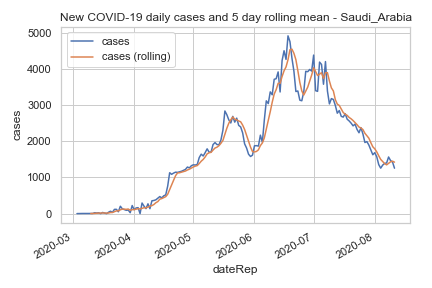 New COVID-19 daily cases and 5 day rolling mean - Saudi_Arabia
5000
4000
3000
2000
1000
0
cases
cases
cases (rolling)
2020-03
2020-04
2020-05
2020-06
2020-07
2020-08
dateRep